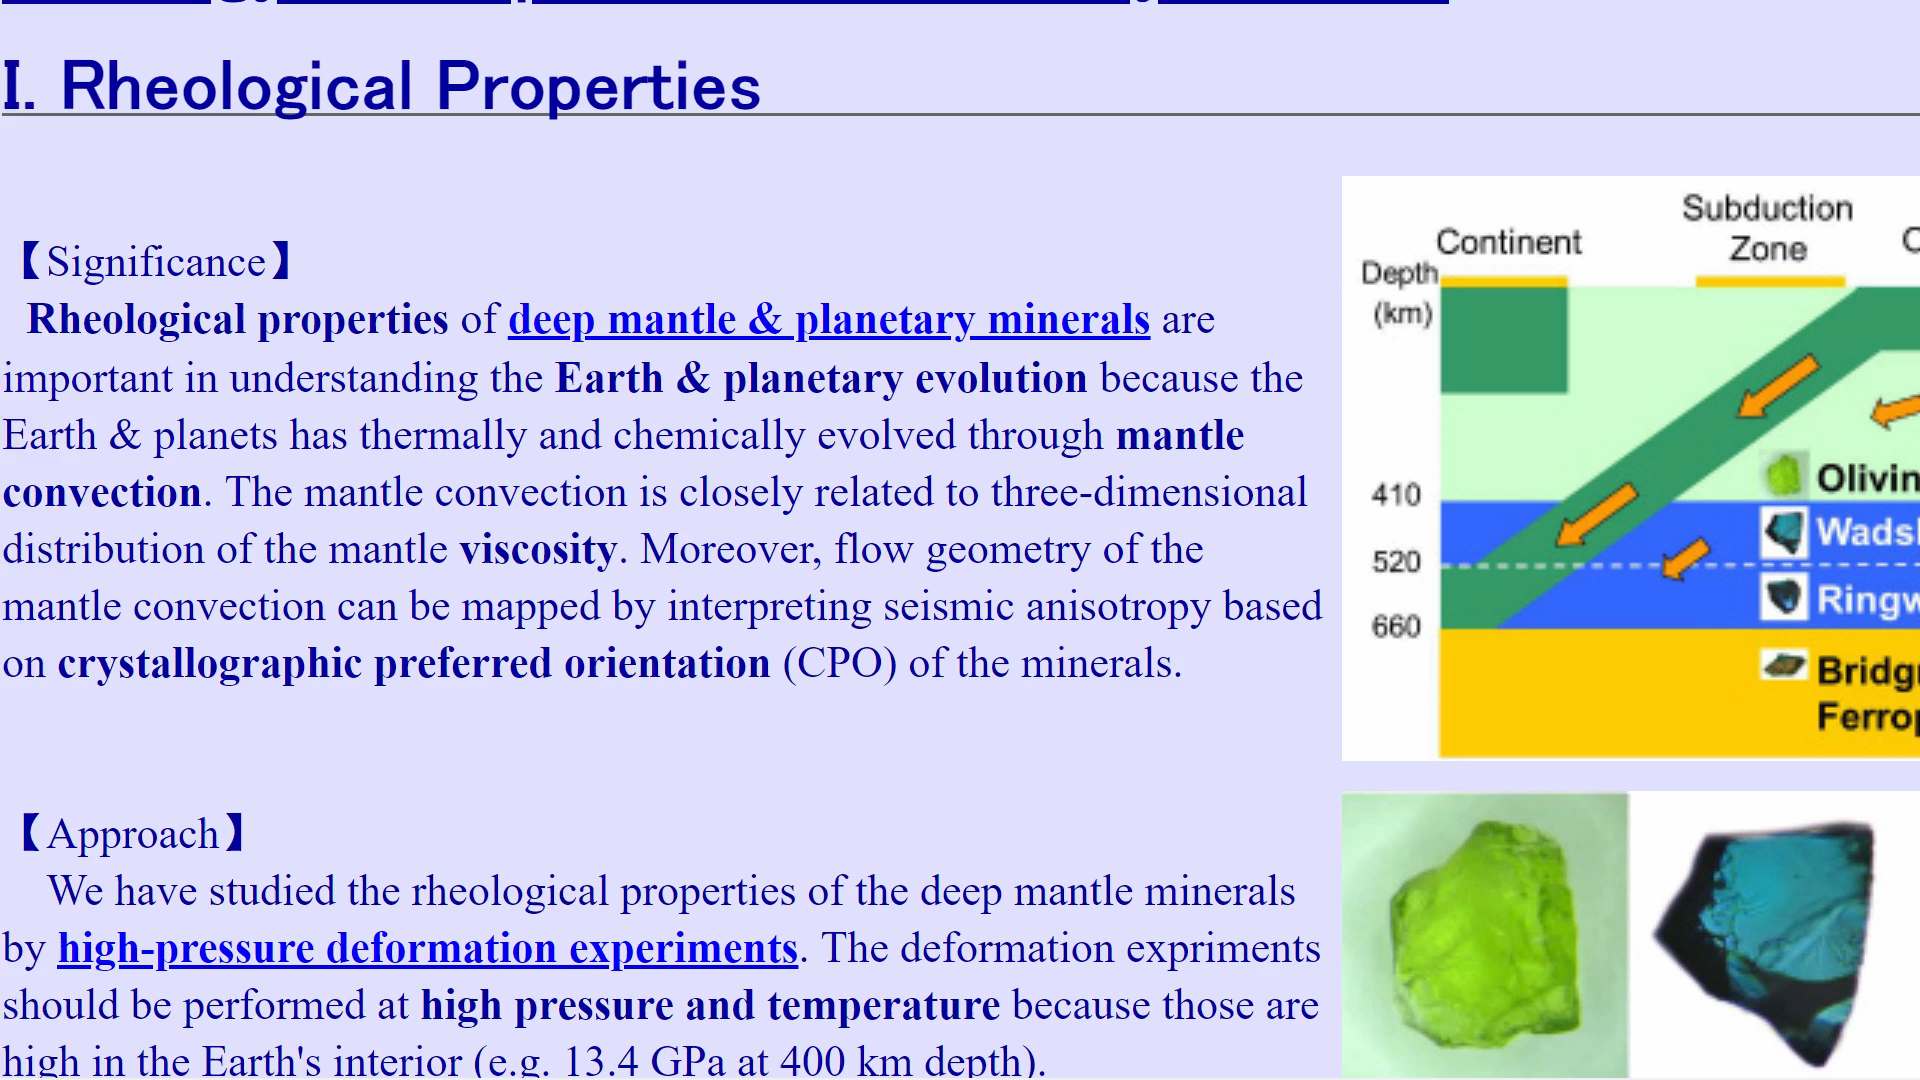 I. Rheological Properties
【Significance】
Rheological properties of deep mantle & planetary minerals are
important in understanding the Earth & planetary evolution because the
Earth & planets has thermally and chemically evolved through mantle
convection. The mantle convection is closely related to three-dimensional
distribution of the mantle viscosity. Moreover, flow geometry of the
mantle convection can be mapped by interpreting seismic anisotropy based
on crystallographic preferred orientation (CPO) of the minerals.
Subduction
Zone
Continent
Depth
(km)
410
520
660
【Approach】
We have studied the rheological properties of the deep mantle minerals
by high-pressure deformation experiments. The deformation expriments
should be performed at high pressure and temperature because those are
high in the Earth's interior (e.g. 13.4 GPa at 400 km depth).